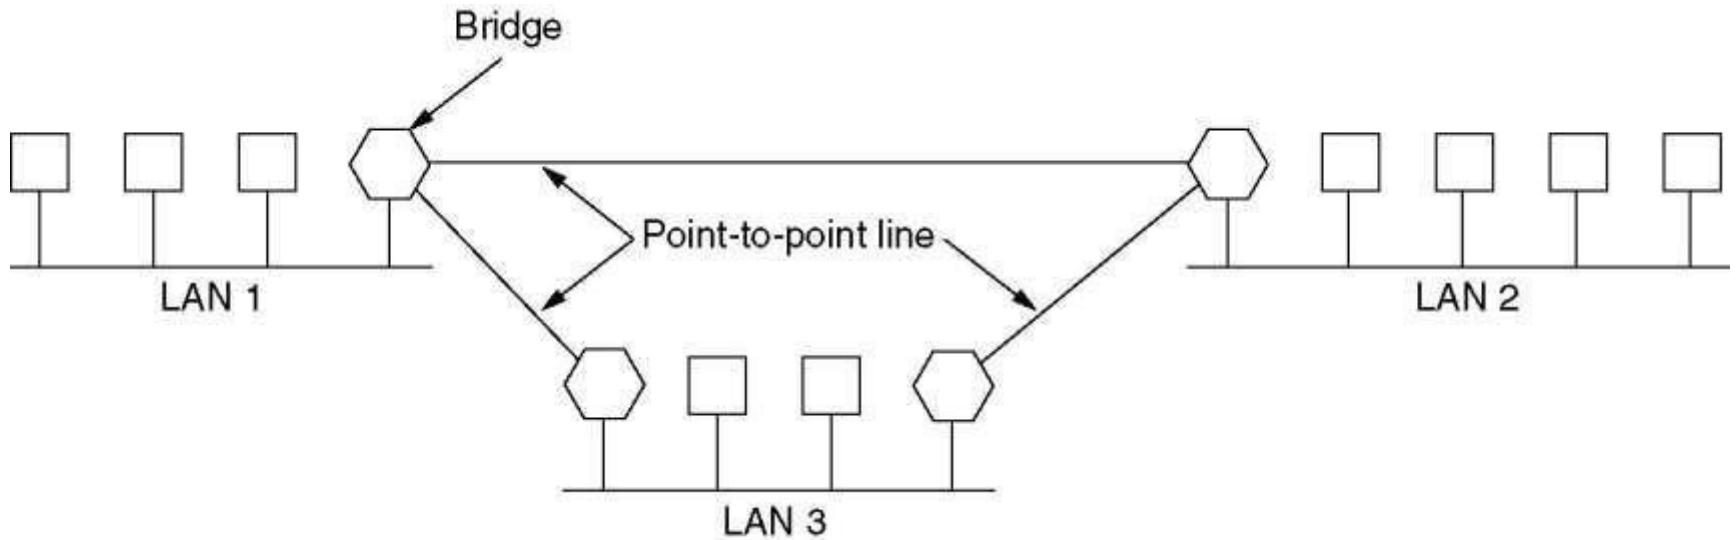 Bridge
Point-to-point line
LAN 1
LAN 2
LAN 3